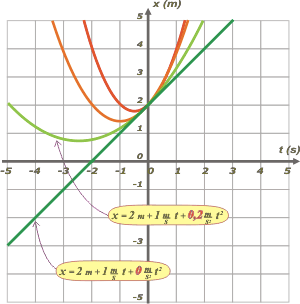 x (m)
5
4
3
2
1
t (s)
-5 -4 -3 -2 -1 0 1 2 3 4 5
-1
-2
-3
-4
-5
x = 2 m + 1 m/s t + 0,2 m/s² t²
x = 2 m + 1 m/s t + 0 m/s² t²